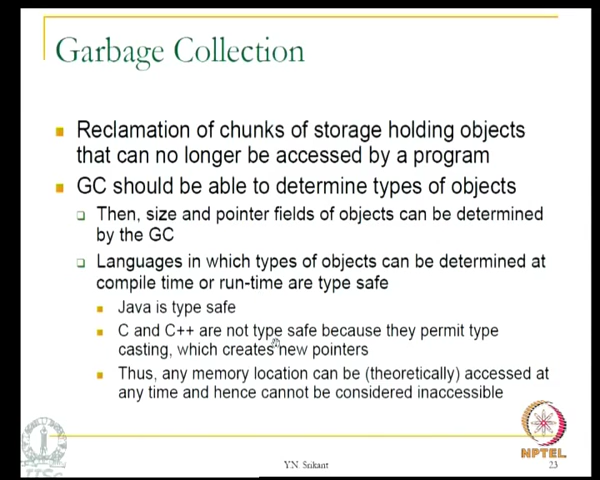 Garbage Collection
Reclamation of chunks of storage holding objects
that can no longer be accessed by a program
GC should be able to determine types of objects
Then, size and pointer fields of objects can be determined
by the GC
Languages in which types of objects can be determined at
compile time or run-time are type safe
Java is type safe
C and C++ are not type safe because they permit type
casting, which creates new pointers
Thus, any memory location can be (theoretically) accessed at
any time and hence cannot be considered inaccessible
Y.N. Srikant
NPTEL
23